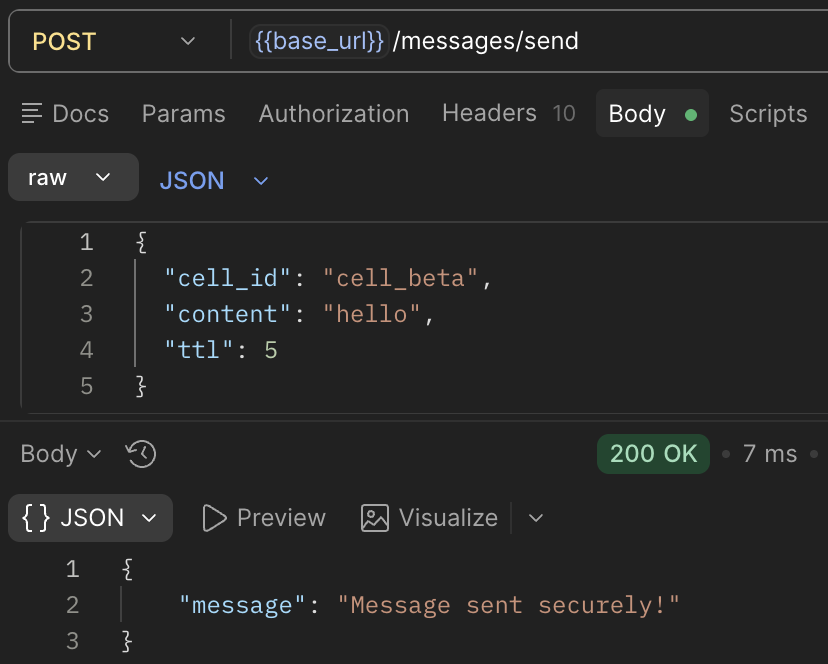 POST {{base_url}}/messages/send
Docs Params Authorization Headers 10 Body Scripts
raw JSON
1 {
2 "cell_id": "cell_beta",
3 "content": "hello",
4 "ttl": 5
5 }
Body 200 OK • 7 ms •
{} JSON Preview Visualize
1 {
2 "message": "Message sent securely!"
3 }